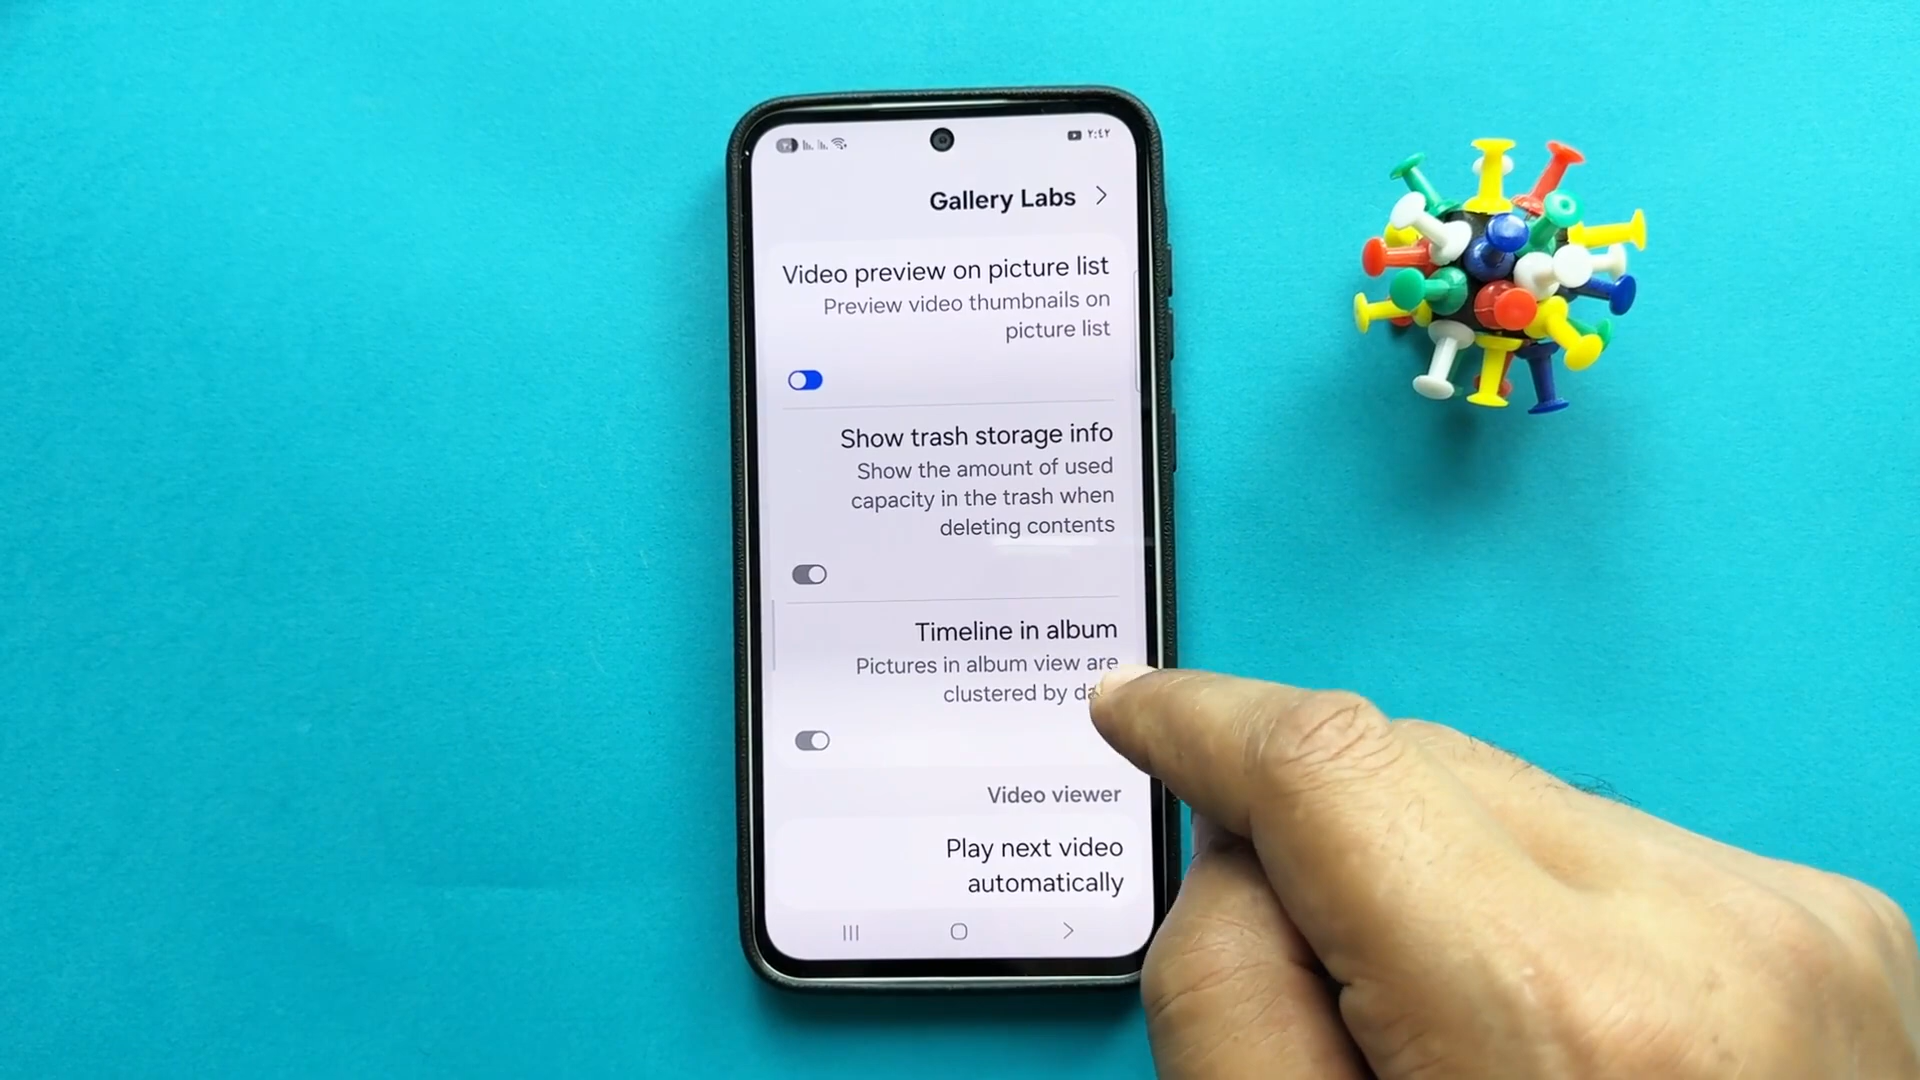 ٢:٤٢
Gallery Labs
Video preview on picture list
Preview video thumbnails on
picture list
Show trash storage info
Show the amount of used
capacity in the trash when
deleting contents
Timeline in album
Pictures in album view are
clustered by
Video viewer
Play next video
automatically